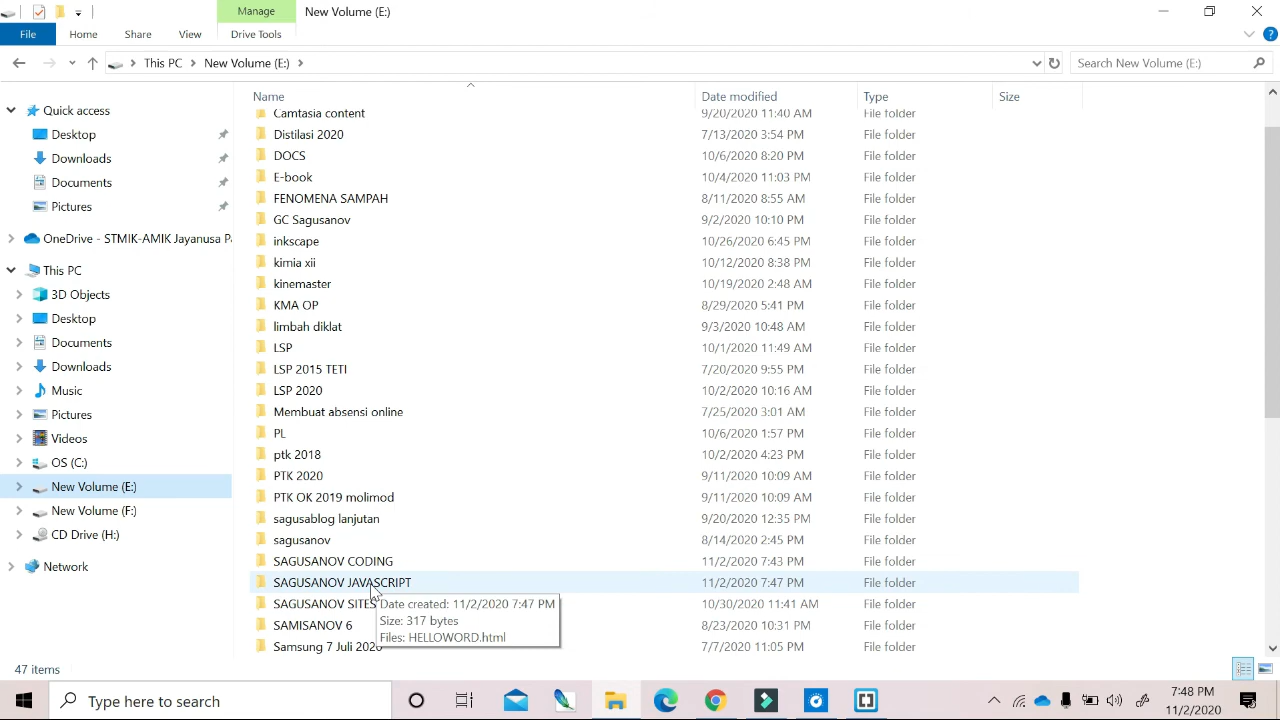 Manage
New Volume (E:)
File
Home
Share
View
Drive Tools
?
This PC
New Volume (E:)
Search New Volume (E:)
Name
Date modified
Type
Size
Quick access
Desktop
Downloads
Documents
Pictures
OneDrive - STMIK-AMIK Jayanusa Pa
This PC
3D Objects
Desktop
Documents
Downloads
Music
Pictures
Videos
OS (C:)
New Volume (E:)
New Volume (F:)
CD Drive (H:)
Network
Camtasia content 9/20/2020 11:40 AM File folder
Distilasi 2020 7/13/2020 3:54 PM File folder
DOCS 10/6/2020 8:20 PM File folder
E-book 10/4/2020 11:03 PM File folder
FENOMENA SAMPAH 8/11/2020 8:55 AM File folder
GC Sagusanov 9/2/2020 10:10 PM File folder
inkscape 10/26/2020 6:45 PM File folder
kimia xii 10/12/2020 8:38 PM File folder
kinemaster 10/19/2020 2:48 AM File folder
KMA OP 8/29/2020 5:41 PM File folder
limbah diklat 9/3/2020 10:48 AM File folder
LSP 10/1/2020 11:49 AM File folder
LSP 2015 TETI 7/20/2020 9:55 PM File folder
LSP 2020 10/2/2020 10:16 AM File folder
Membuat absensi online 7/25/2020 3:01 AM File folder
PL 10/6/2020 1:57 PM File folder
ptk 2018 10/2/2020 4:23 PM File folder
PTK 2020 9/11/2020 10:09 AM File folder
PTK OK 2019 molimod 9/11/2020 10:09 AM File folder
sagusablog lanjutan 9/20/2020 12:35 PM File folder
sagusanov 8/14/2020 2:45 PM File folder
SAGUSANOV CODING 11/2/2020 7:43 PM File folder
SAGUSANOV JAVASCRIPT 11/2/2020 7:47 PM File folder
SAGUSANOV SITES 10/30/2020 11:41 AM File folder
SAMISANOV 6 8/23/2020 10:31 PM File folder
Samsung 7 Juli 2020 7/7/2020 11:05 PM File folder
Date created: 11/2/2020 7:47 PM
Size: 317 bytes
Files: HELLOWORD.html
47 items
Type here to search
7:48 PM
11/2/2020